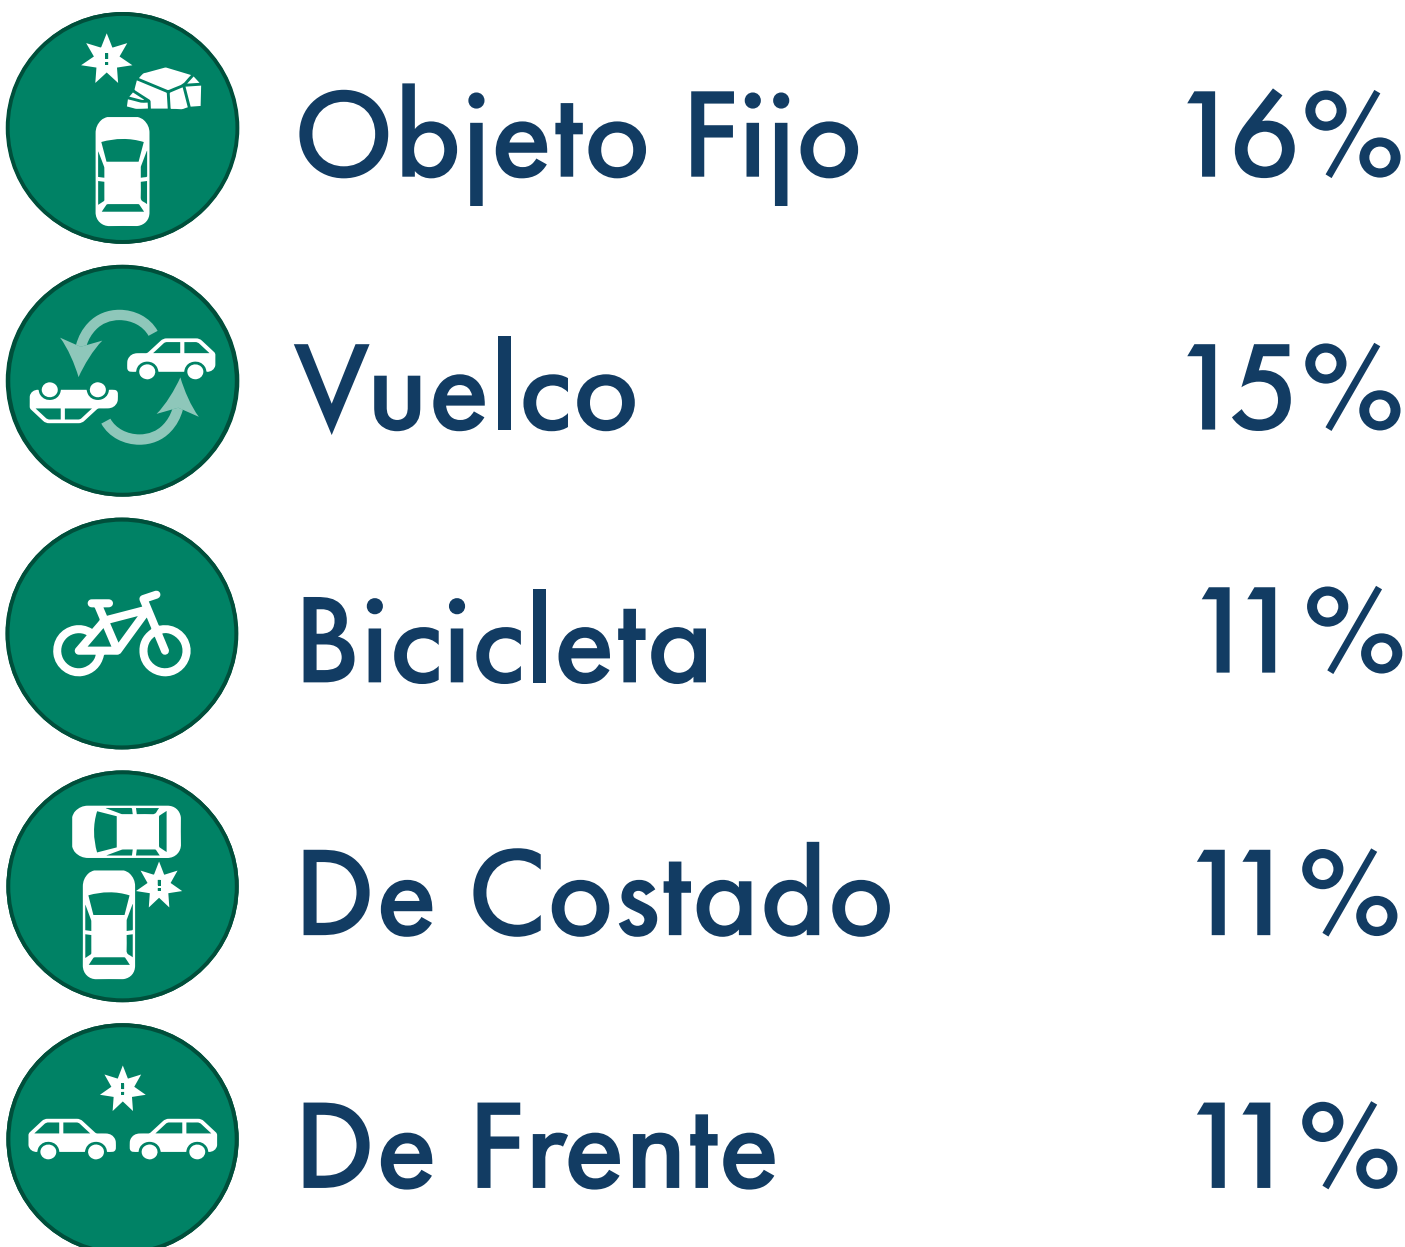 Objeto Fijo 16%
Vuelco 15%
Bicicleta 11%
De Costado 11%
De Frente 11%